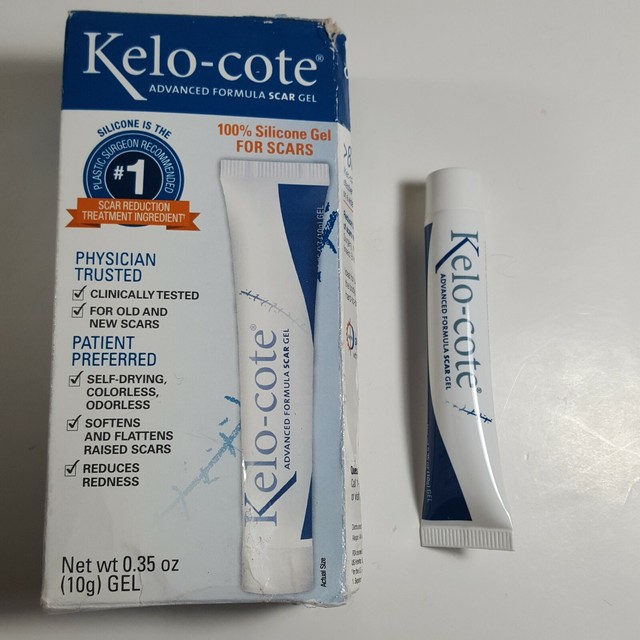 Kelo-cote®
ADVANCED FORMULA SCAR GEL
SILICONE IS THE
PLASTIC SURGEON RECOMMENDED
#1
SCAR REDUCTION
TREATMENT INGREDIENT
100% Silicone Gel
FOR SCARS
PHYSICIAN
TRUSTED
CLINICALLY TESTED
FOR OLD AND
NEW SCARS
PATIENT
PREFERRED
SELF-DRYING,
COLORLESS,
ODORLESS
SOFTENS
AND FLATTENS
RAISED SCARS
REDUCES
REDNESS
Net wt 0.35 oz
(10g) GEL
Kelo-cote®
ADVANCED FORMULA SCAR GEL
Actual Size
Kelo-cote®
ADVANCED FORMULA SCAR GEL